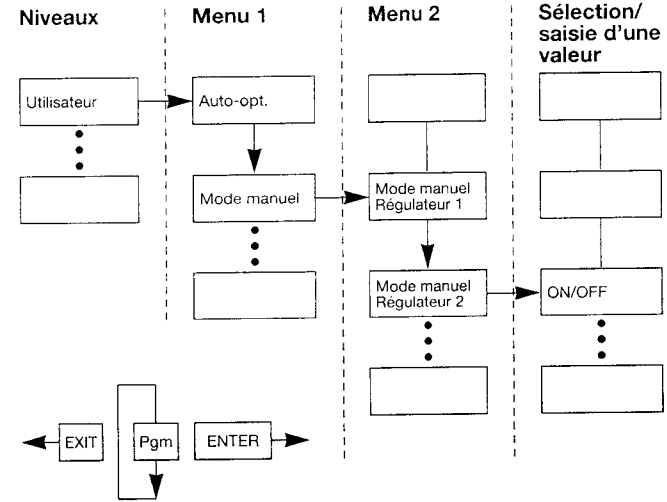 Niveaux
Menu 1
Menu 2
Sélection/
saisie d'une
valeur
Utilisateur
Auto-opt.
Mode manuel
Mode manuel
Régulateur 1
Mode manuel
Régulateur 2
ON/OFF
EXIT
Pgm
ENTER